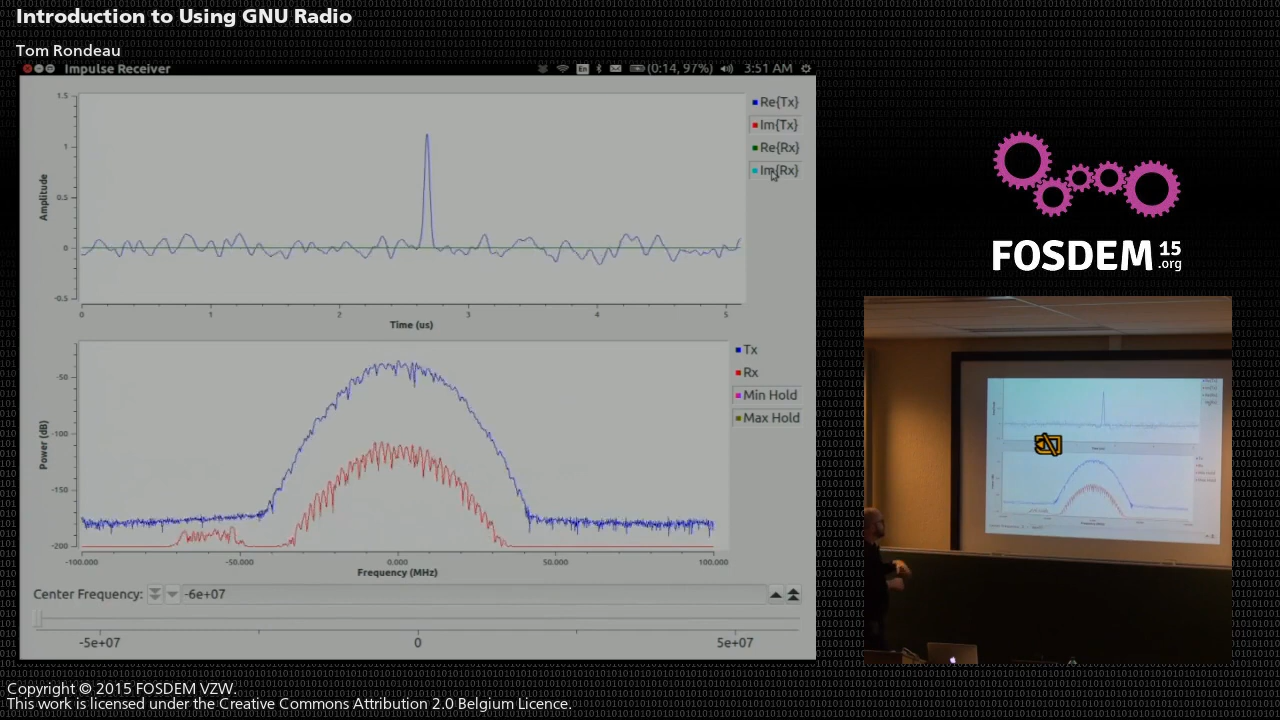 Introduction to Using GNU Radio
Tom Rondeau
Impulse Receiver
En
(0:14, 97%)
3:51 AM
1.5
1
0.5
0
-0.5
Amplitude
0 1 2 3 4 5
Time (us)
Re{Tx}
Im{Tx}
Re{Rx}
Im{Rx}
-50
-100
-150
-200
Power (dB)
-100.000 -50.000 0.000 50.000 100.000
Frequency (MHz)
Tx
Rx
Min Hold
Max Hold
Center Frequency: -6e+07
-5e+07 0 5e+07
FOSDEM 15
.org
Copyright © 2015 FOSDEM VZW.
This work is licensed under the Creative Commons Attribution 2.0 Belgium Licence.